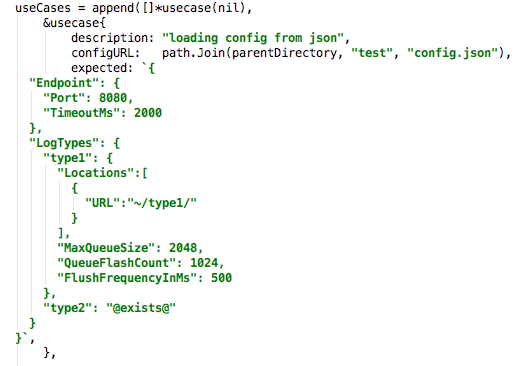 useCases = append([]*usecase(nil),
    &usecase{
        description: "loading config from json",
        configURL:   path.Join(parentDirectory, "test", "config.json"),
        expected: `{
  "Endpoint": {
    "Port": 8080,
    "TimeoutMs": 2000
  },
  "LogTypes": {
    "type1": {
      "Locations":[
        {
          "URL":"~/type1/"
        }
      ],
      "MaxQueueSize": 2048,
      "QueueFlashCount": 1024,
      "FlushFrequencyInMs": 500
    },
    "type2": "@exists@"
  }
}`,
    },